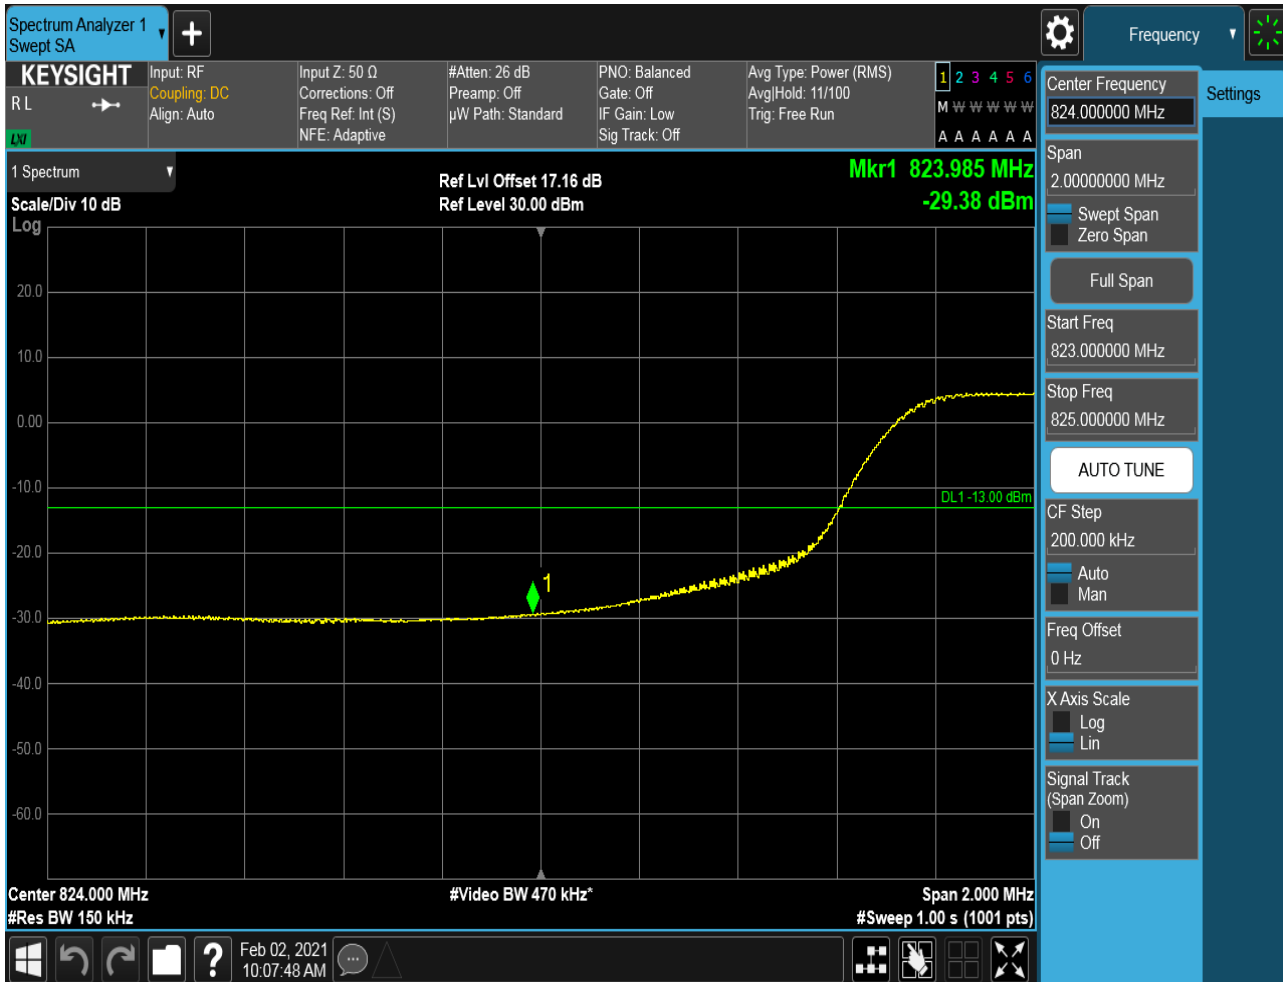 Spectrum Analyzer 1
Swept SA
Frequency
KEYSIGHT
R L
LXI
Input: RF
Coupling: DC
Align: Auto
Input Z: 50 Ω
Corrections: Off
Freq Ref: Int (S)
NFE: Adaptive
#Atten: 26 dB
Preamp: Off
µW Path: Standard
PNO: Balanced
Gate: Off
IF Gain: Low
Sig Track: Off
Avg Type: Power (RMS)
Avg|Hold: 11/100
Trig: Free Run
1 2 3 4 5 6
M W W W W W
A A A A A A
1 Spectrum
Scale/Div 10 dB
Log
Ref Lvl Offset 17.16 dB
Ref Level 30.00 dBm
Mkr1 823.985 MHz
-29.38 dBm
20.0
10.0
0.00
-10.0
-20.0
-30.0
-40.0
-50.0
-60.0
DL1 -13.00 dBm
1
Center 824.000 MHz
#Video BW 470 kHz*
Span 2.000 MHz
#Res BW 150 kHz
#Sweep 1.00 s (1001 pts)
Feb 02, 2021
10:07:48 AM
Center Frequency
824.000000 MHz
Settings
Span
2.00000000 MHz
Swept Span
Zero Span
Full Span
Start Freq
823.000000 MHz
Stop Freq
825.000000 MHz
AUTO TUNE
CF Step
200.000 kHz
Auto
Man
Freq Offset
0 Hz
X Axis Scale
Log
Lin
Signal Track
(Span Zoom)
On
Off